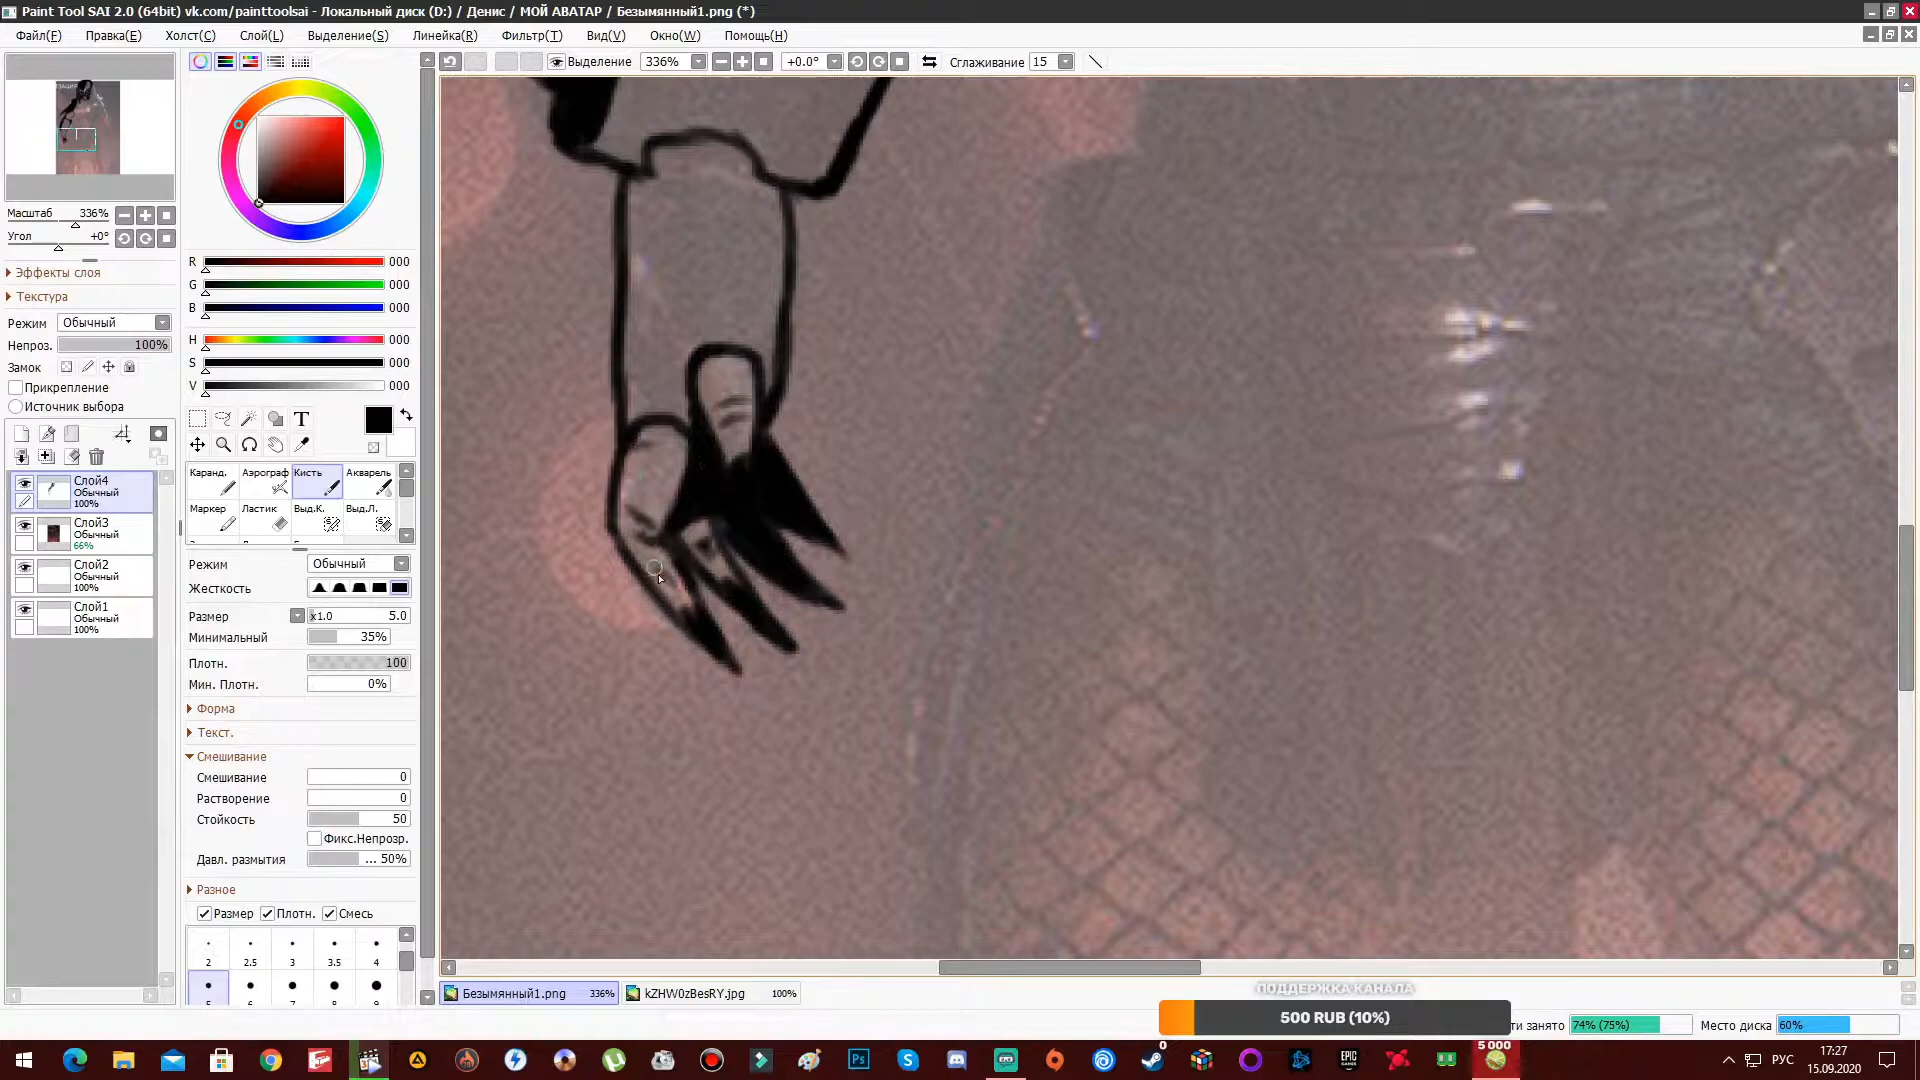 Paint Tool SAI 2.0 (64bit) vk.com/painttoolsai - Локальный диск (D:) / Денис / МОЙ АВАТАР / Безымянный1.png (*)
Файл(F) Правка(E) Холст(C) Слой(L) Выделение(S) Линейка(R) Фильтр(T) Вид(V) Окно(W) Помощь(H)
Выделение 336% +0.0° Сглаживание 15
Масштаб 336%
Угол +0°
Эффекты слоя
Текстура
Режим Обычный
Непроз. 100%
Замок
Прикрепление
Источник выбора
Слой4
Обычный
100%
Слой3
Обычный
66%
Слой2
Обычный
100%
Слой1
Обычный
100%
R 000
G 000
B 000
H 000
S 000
V 000
T
Каранд. Аэрограф Кисть Акварель
Маркер Ластик Выд.К. Выд.Л.
Режим Обычный
Жесткость
Размер x1.0 5.0
Минимальный 35%
Плотн. 100
Мин. Плотн. 0%
Форма
Текст.
Смешивание
Смешивание 0
Растворение 0
Стойкость 50
Фикс.Непрозр.
Давл. размытия ... 50%
Разное
Размер Плотн. Смесь
2 2.5 3 3.5 4
Безымянный1.png 336% kZHW0zBesRY.jpg 100%
ПОДДЕРЖКА КАНАЛА
500 RUB (10%)
ти занято 74% (75%) Место диска 60%
0
5 000
РУС
17:27
15.09.2020